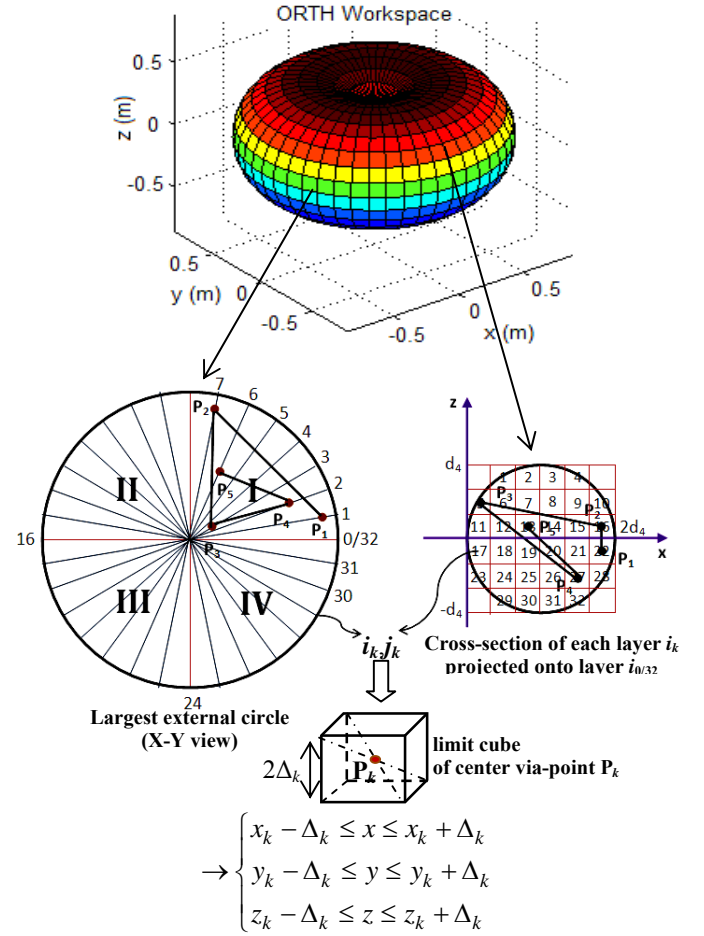 ORTH Workspace
0.5
0
-0.5
z (m)
0.5
0
-0.5
y (m)
-0.5
0
0.5
x (m)
7
6
5
4
3
2
1
0/32
31
30
24
16
I
II
III
IV
P1
P2
P3
P4
P5
Largest external circle
(X-Y view)
z
x
d4
-d4
2d4
1 2 3 4
6 7 8 9 10
11 12 13 14 15 16
17 18 19 20 21 22
23 24 25 26 27 28
29 30 31 32
P1
P2
P3
P4
P5
Cross-section of each layer ik
projected onto layer i0/32
ik,jk
2Δk
Pk
limit cube
of center via-point Pk
→ { xk − Δk ≤ x ≤ xk + Δk
yk − Δk ≤ y ≤ yk + Δk
zk − Δk ≤ z ≤ zk + Δk